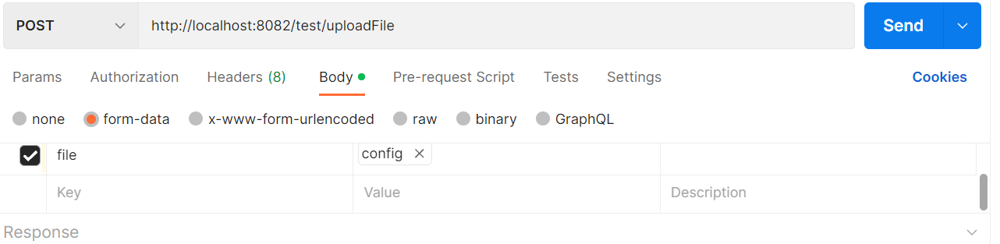 POST http://localhost:8082/test/uploadFile Send
Params Authorization Headers (8) Body Pre-request Script Tests Settings Cookies
none form-data x-www-form-urlencoded raw binary GraphQL
file config
Key Value Description
Response